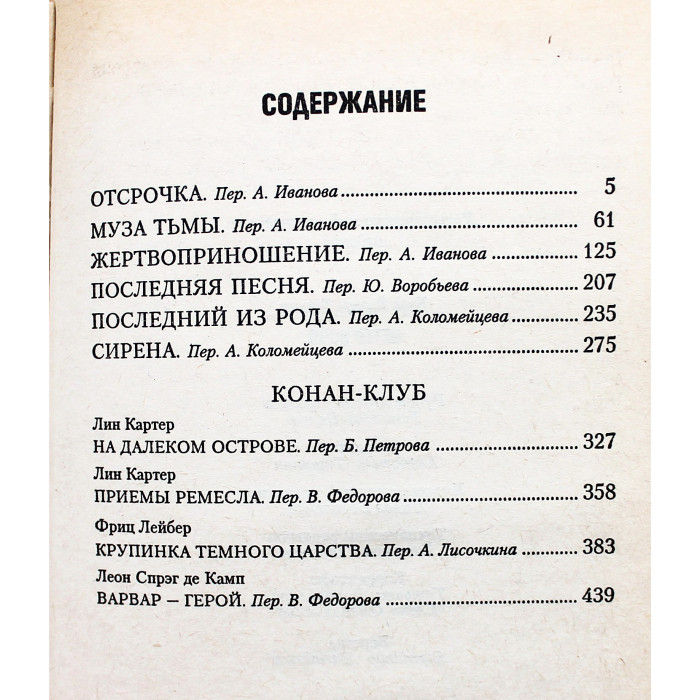 СОДЕРЖАНИЕ
ОТСРОЧКА. Пер. А. Иванова 5
МУЗА ТЬМЫ. Пер. А. Иванова 61
ЖЕРТВОПРИНОШЕНИЕ. Пер. А. Иванова 125
ПОСЛЕДНЯЯ ПЕСНЯ. Пер. Ю. Воробьева 207
ПОСЛЕДНИЙ ИЗ РОДА. Пер. А. Коломейцева 235
СИРЕНА. Пер. А. Коломейцева 275
КОНАН-КЛУБ
Лин Картер
НА ДАЛЕКОМ ОСТРОВЕ. Пер. Б. Петрова 327
Лин Картер
ПРИЕМЫ РЕМЕСЛА. Пер. В. Федорова 358
Фриц Лейбер
КРУПИНКА ТЕМНОГО ЦАРСТВА. Пер. А. Лисочкина 383
Леон Спрэг де Камп
ВАРВАР — ГЕРОЙ. Пер. В. Федорова 439